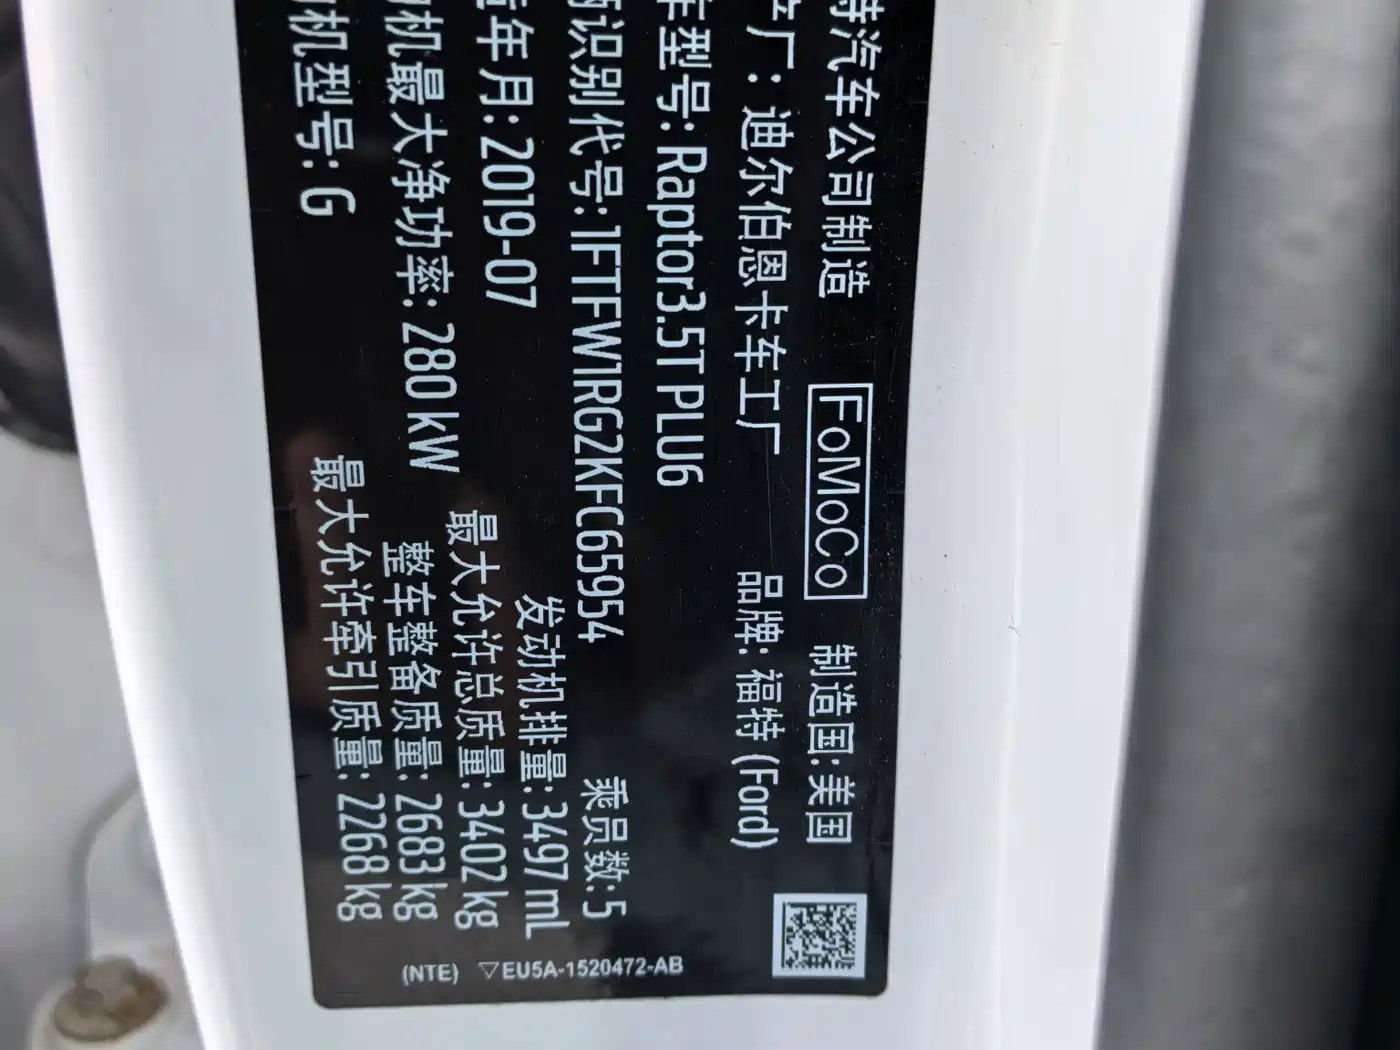 特汽车公司制造 FoMoCo 制造国:美国
产厂: 迪尔伯恩卡车工厂 品牌: 福特 (Ford)
车型号: Raptor3.5T PLU6
识别代号: 1FTFW1RG2KFC65954 乘员数: 5
年月: 2019-07 发动机排量: 3497 ml
机最大净功率: 280 kW 最大允许总质量: 3402 kg
机型号: G 整车整备质量: 2683 kg
最大允许牵引质量: 2268 kg
(NTE) ▽EU5A-1520472-AB